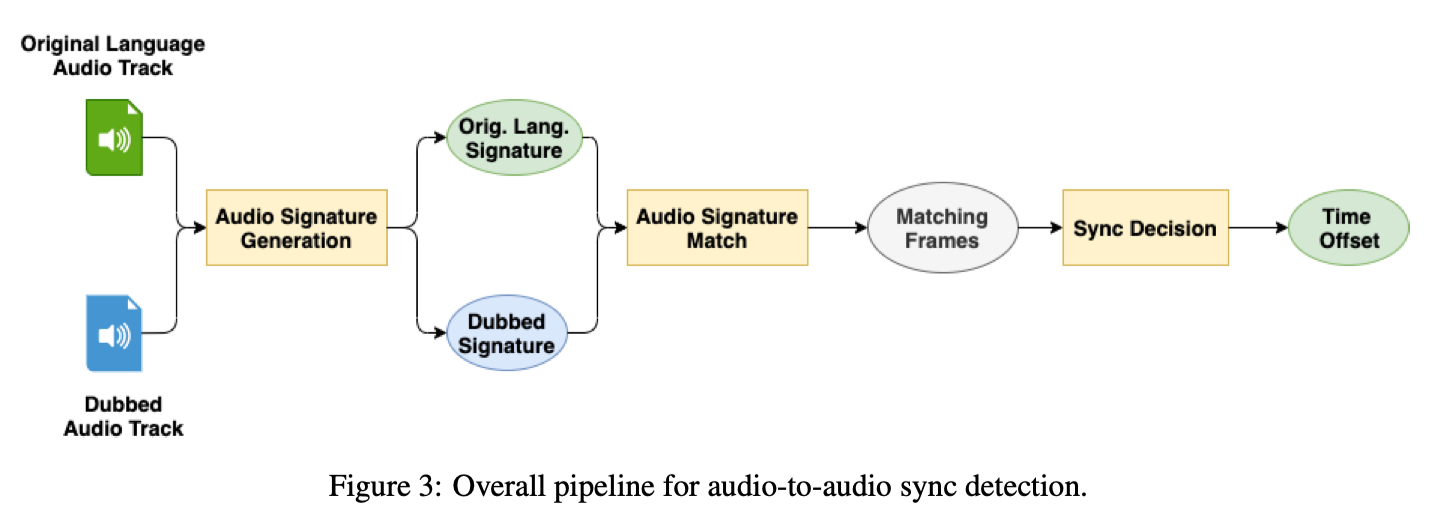 Original Language
Audio Track
Dubbed
Audio Track
Audio Signature
Generation
Orig. Lang.
Signature
Dubbed
Signature
Audio Signature
Match
Matching
Frames
Sync Decision
Time
Offset
Figure 3: Overall pipeline for audio-to-audio sync detection.